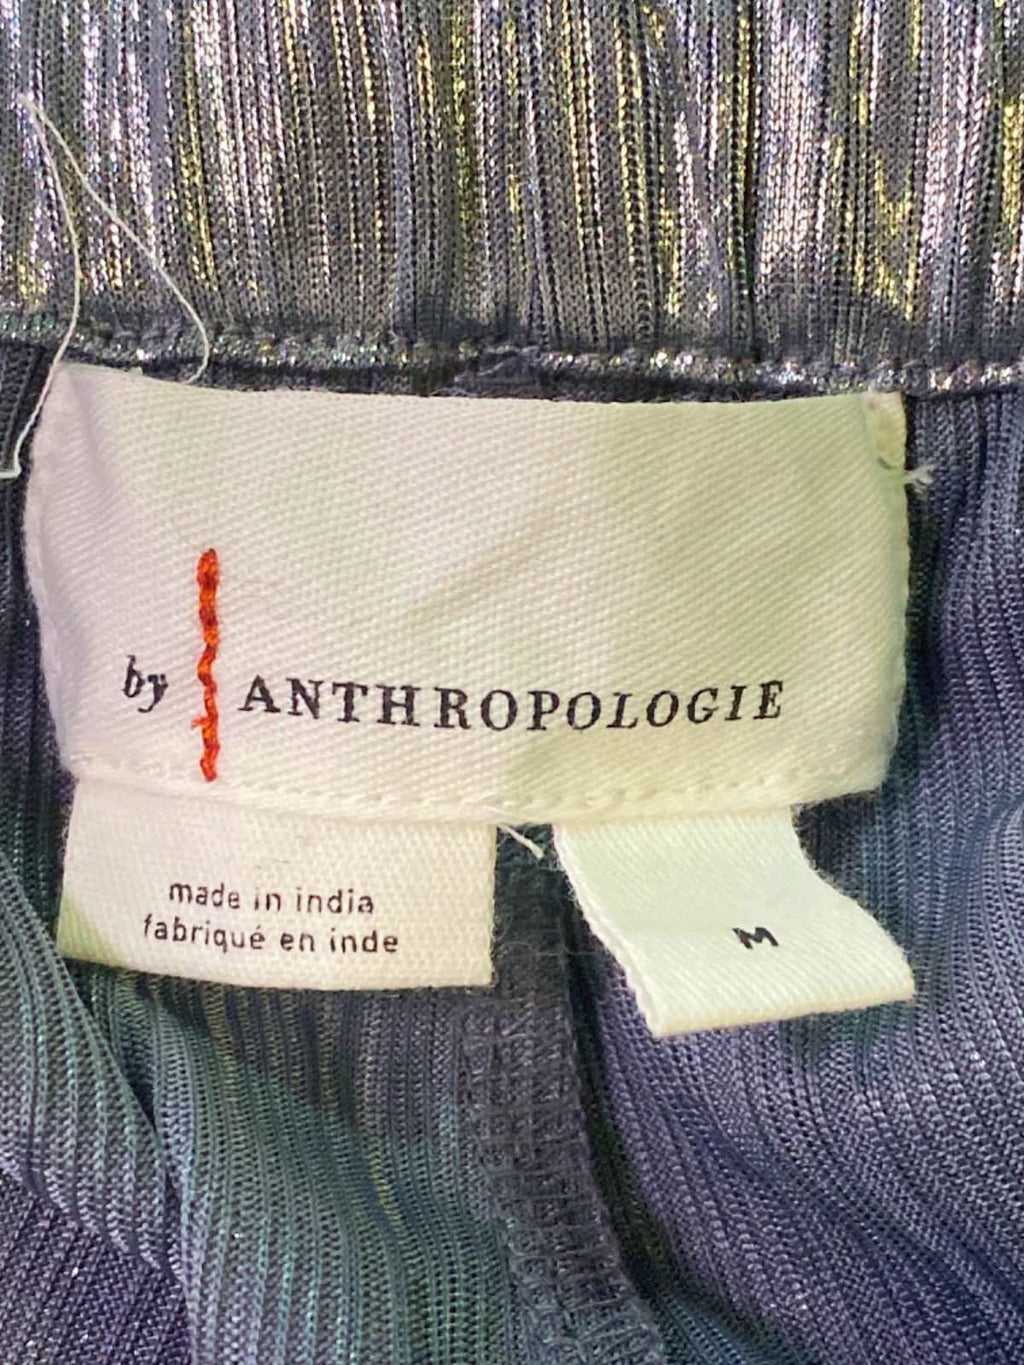 by ANTHROPOLOGIE
made in india
fabriqué en inde
M